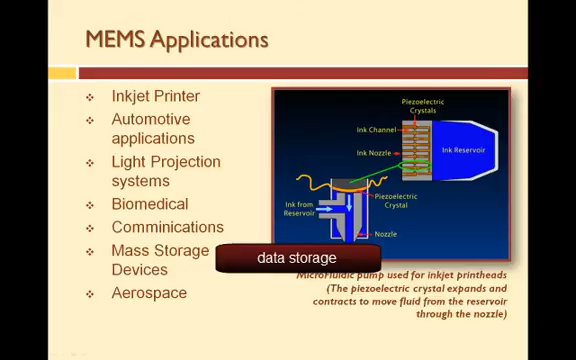 MEMS Applications
Inkjet Printer
Automotive
applications
Light Projection
systems
Biomedical
Comminications
Mass Storage
Devices
Aerospace
Piezoelectric
Crystals
Ink Channel
Ink Nozzle
Ink Reservoir
Ink from
Reservoir
Piezoelectric
Crystal
Nozzle
data storage
Microfluidic pump used for inkjet printheads
(The piezoelectric crystal expands and
contracts to move fluid from the reservoir
through the nozzle)